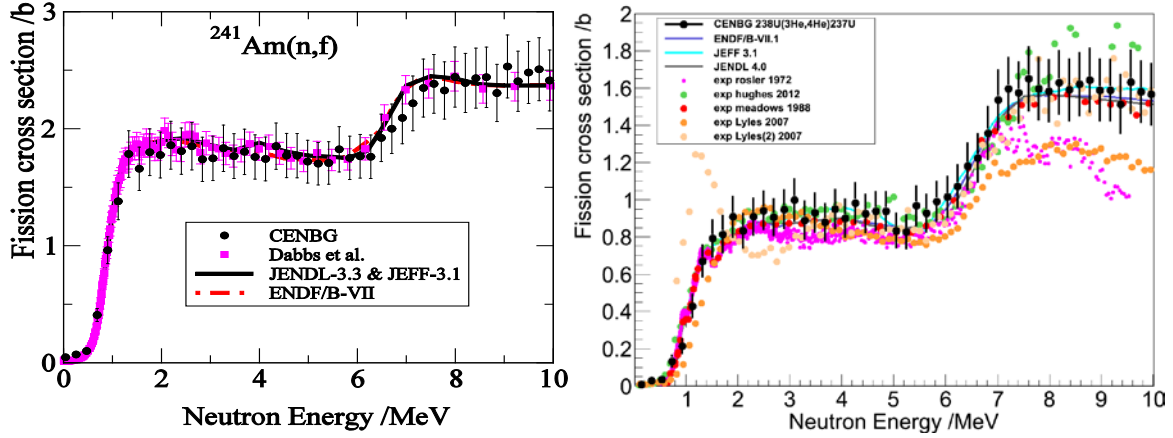 3
2
1
0
Fission cross section /b
241Am(n,f)
CENBG
Dabbs et al.
JENDL-3.3 & JEFF-3.1
ENDF/B-VII
0 2 4 6 8 10
Neutron Energy /MeV
2
1.8
1.6
1.4
1.2
1
0.8
0.6
0.4
0.2
0
Fission cross section /b
CENBG 238U(3He,4He)237U
ENDF/B-VII.1
JEFF 3.1
JENDL 4.0
exp rosler 1972
exp hughes 2012
exp meadows 1988
exp Lyles 2007
exp Lyles(2) 2007
1 2 3 4 5 6 7 8 9 10
Neutron Energy /MeV